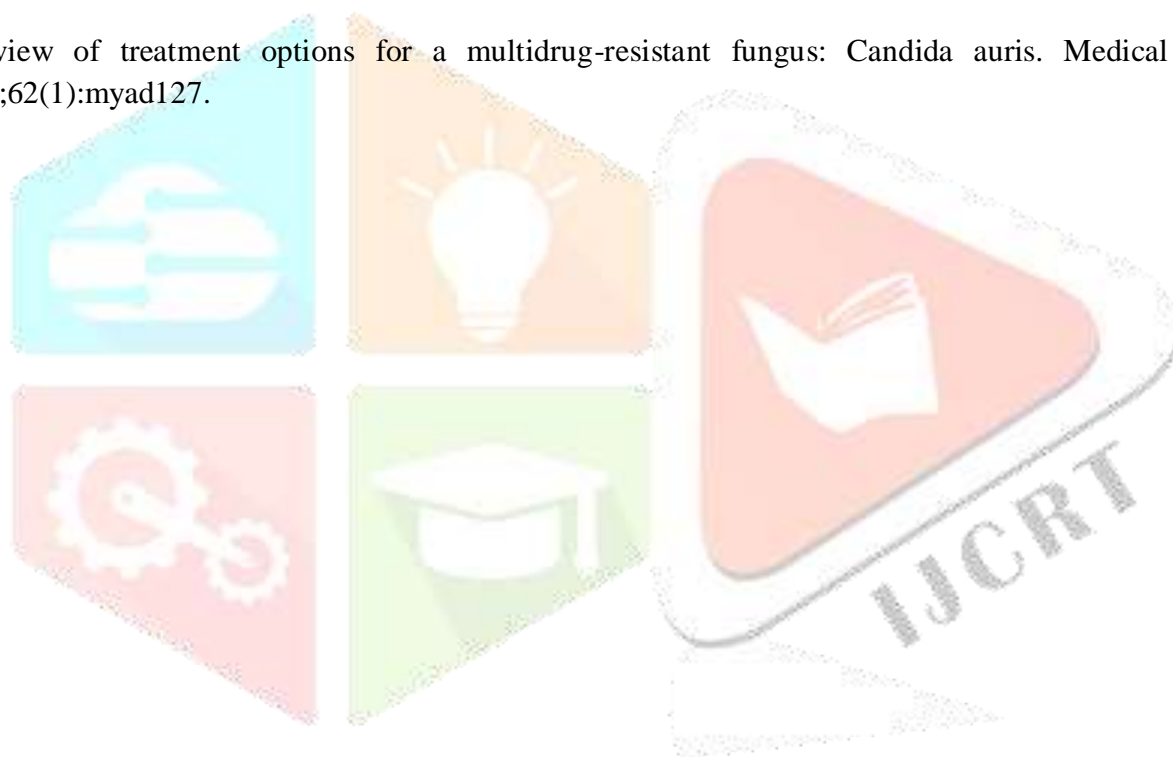 view of treatment options for a multidrug-resistant fungus: Candida auris. Medical
;62(1):myad127.
IJCRT